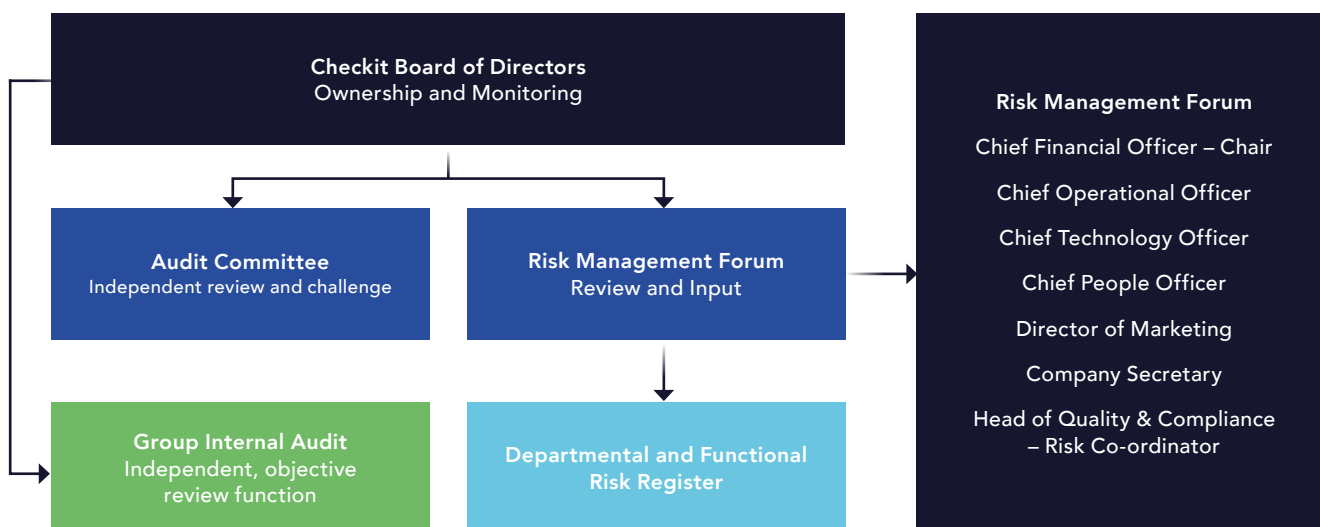 Checkit Board of Directors
Ownership and Monitoring
Audit Committee
Independent review and challenge
Risk Management Forum
Review and Input
Group Internal Audit
Independent, objective
review function
Departmental and Functional
Risk Register
Risk Management Forum
Chief Financial Officer – Chair
Chief Operational Officer
Chief Technology Officer
Chief People Officer
Director of Marketing
Company Secretary
Head of Quality & Compliance
– Risk Co-ordinator